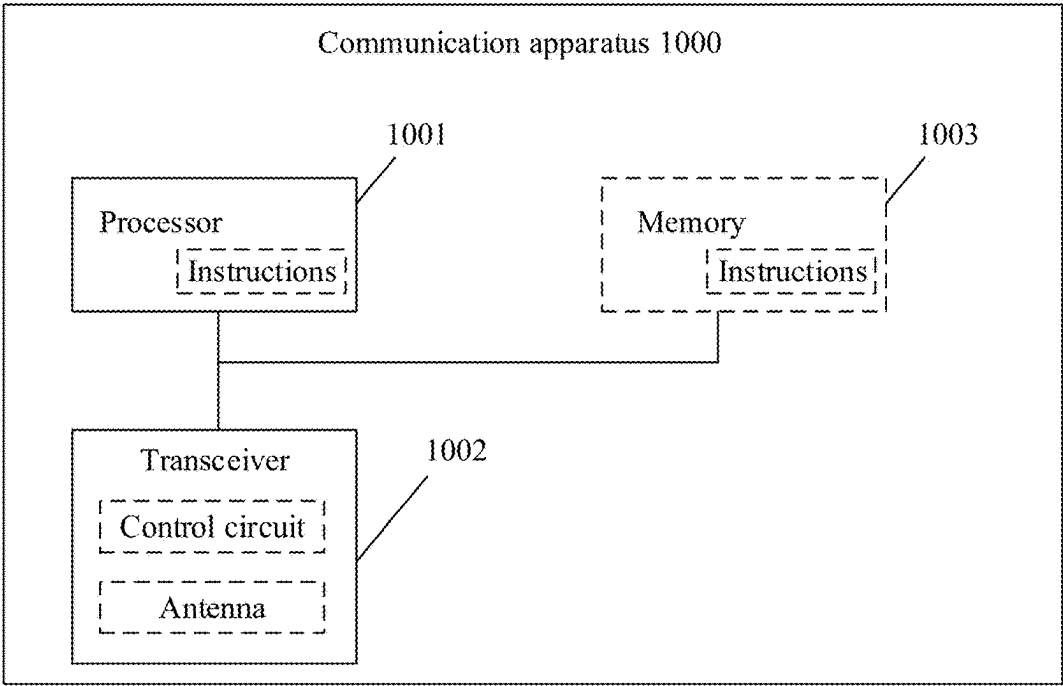 Communication apparatus 1000
1001
1003
Processor
Instructions
Memory
Instructions
1002
Transceiver
Control circuit
Antenna